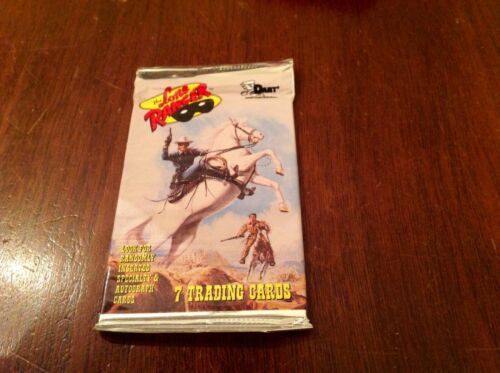 the Lone
RANGER
DART
LOOK FOR
RANDOMLY
INSERTED
SPECIALTY &
AUTOGRAPH
CARDS
7 TRADING CARDS